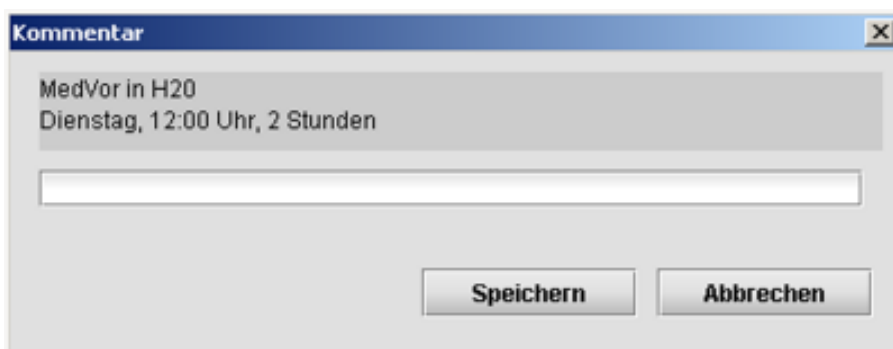 Kommentar
MedVor in H20
Dienstag, 12:00 Uhr, 2 Stunden
Speichern Abbrechen